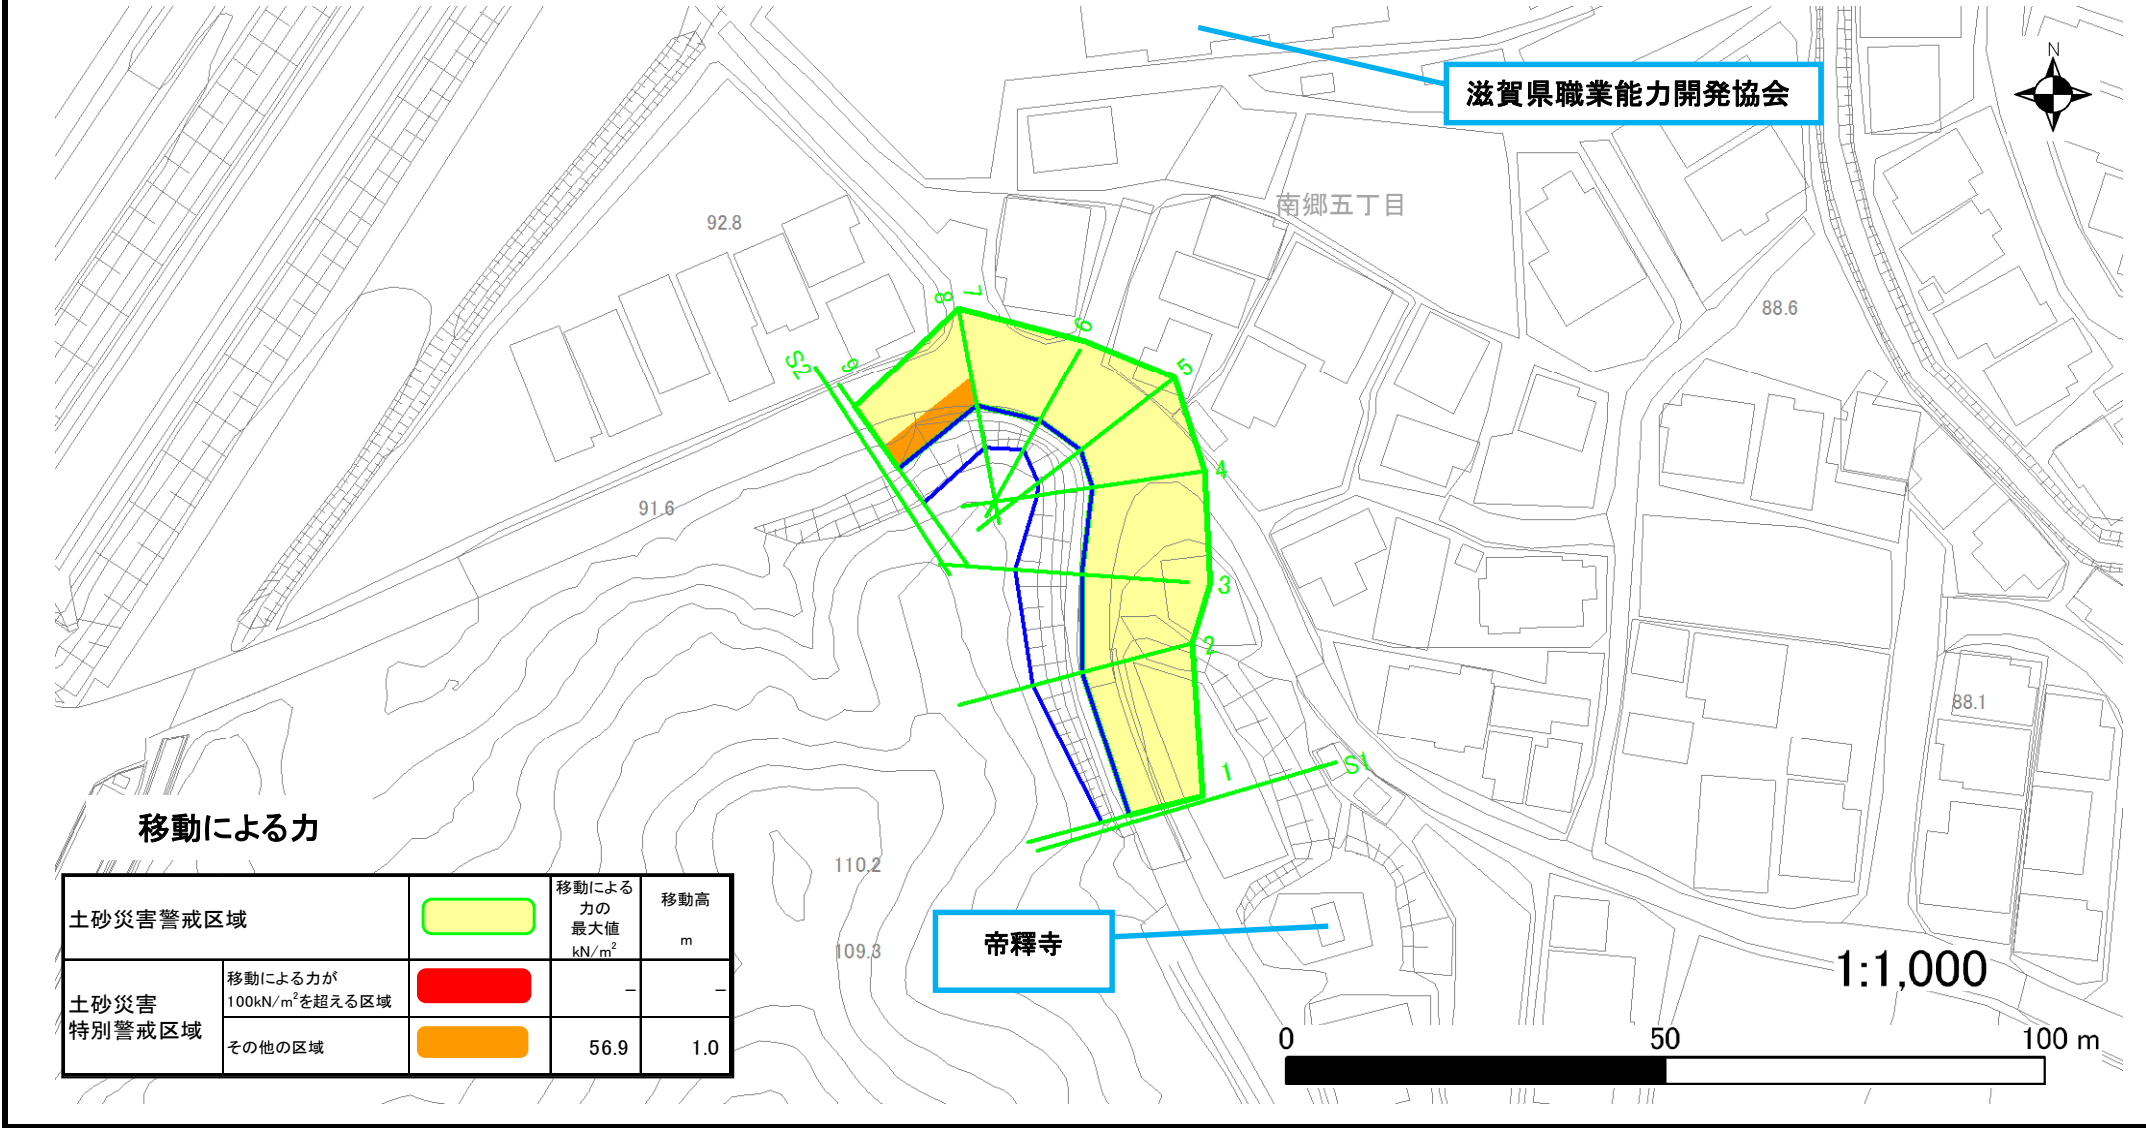 滋賀県職業能力開発協会
N
南郷五丁目
92.8
88.6
91.6
88.1
110.2
109.3
S2
9
8
7
6
5
4
3
2
1
S1
帝釋寺
移動による力
土砂災害警戒区域
移動による
力の
最大値
kN/m²
移動高
m
土砂災害
特別警戒区域
移動による力が
100kN/m²を超える区域
－
－
その他の区域
56.9
1.0
1:1,000
0
50
100 m